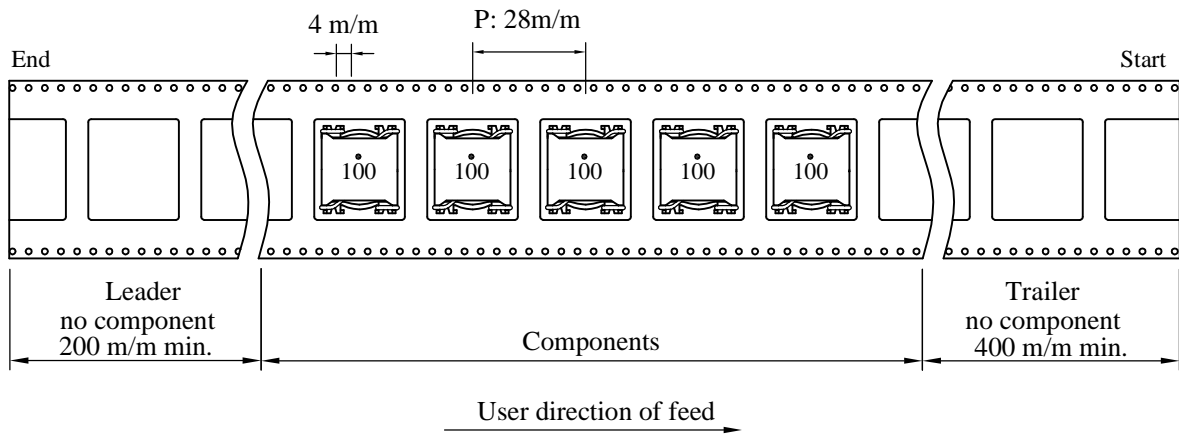 4 m/m
P: 28m/m
End
Start
100
100
100
100
100
Leader
no component
200 m/m min.
Components
Trailer
no component
400 m/m min.
User direction of feed